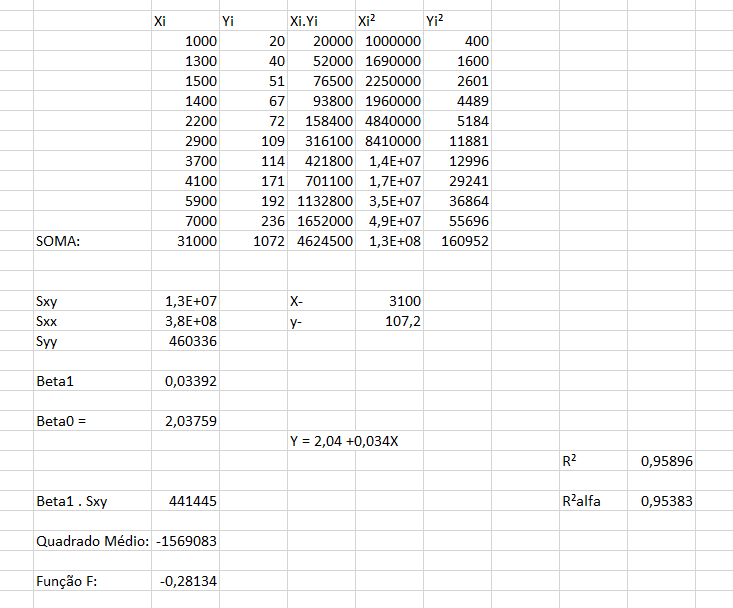 Xi Yi Xi.Yi Xi² Yi²
1000 20 20000 1000000 400
1300 40 52000 1690000 1600
1500 51 76500 2250000 2601
1400 67 93800 1960000 4489
2200 72 158400 4840000 5184
2900 109 316100 8410000 11881
3700 114 421800 1,4E+07 12996
4100 171 701100 1,7E+07 29241
5900 192 1132800 3,5E+07 36864
7000 236 1652000 4,9E+07 55696
SOMA: 31000 1072 4624500 1,3E+08 160952
Sxy 1,3E+07 X- 3100
Sxx 3,8E+08 y- 107,2
Syy 460336
Beta1 0,03392
Beta0 = 2,03759
Y = 2,04 +0,034X
R² 0,95896
Beta1 . Sxy 441445 R²alfa 0,95383
Quadrado Médio: -1569083
Função F: -0,28134